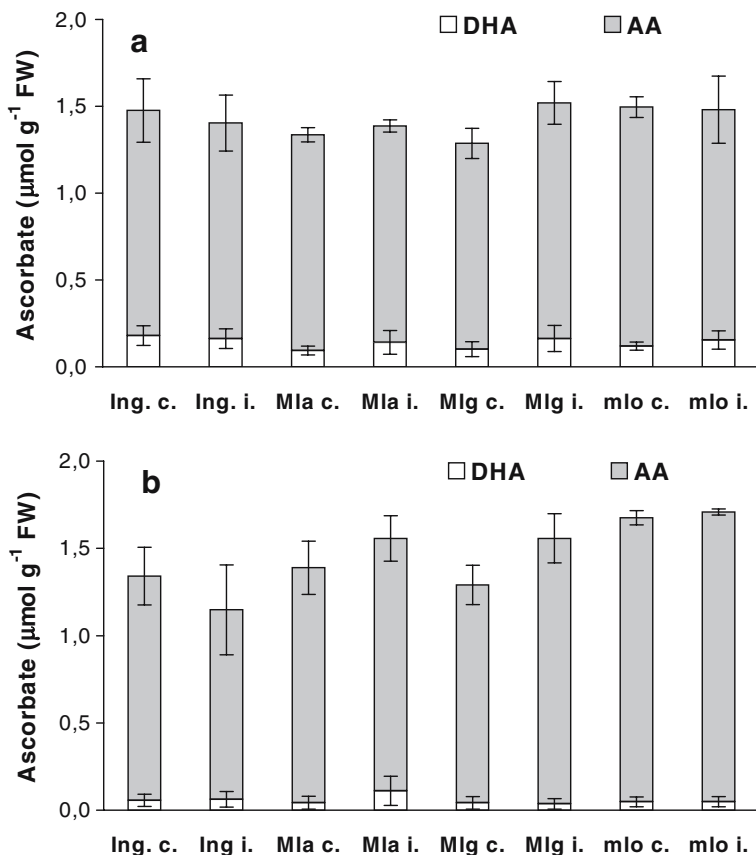 a
DHA
AA
Ascorbate (µmol g-1 FW)
2,0
1,5
1,0
0,5
0,0
Ing. c.
Ing. i.
Mla c.
Mla i.
Mlg c.
Mlg i.
mlo c.
mlo i.
b
DHA
AA
Ascorbate (µmol g-1 FW)
2,0
1,5
1,0
0,5
0,0
Ing. c.
Ing i.
Mla c.
Mla i.
Mlg c.
Mlg i.
mlo c.
mlo i.